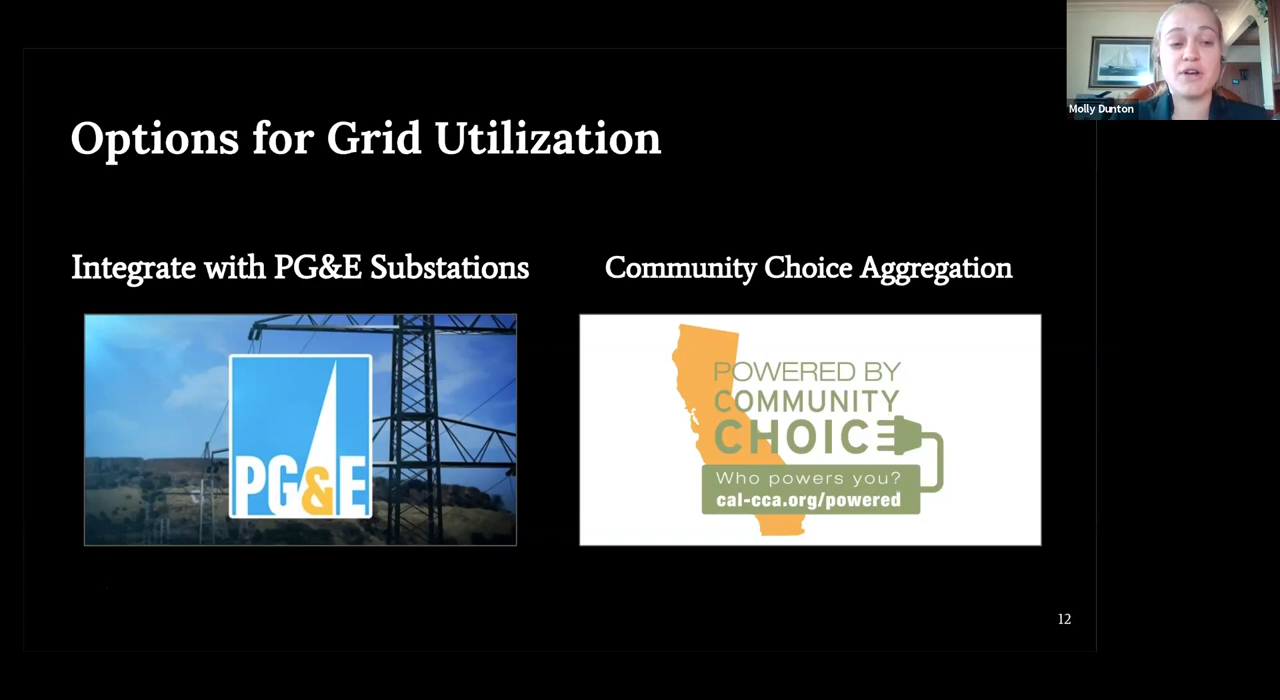 Molly Dunton
Options for Grid Utilization
Integrate with PG&E Substations
Community Choice Aggregation
PG&E
POWERED BY
COMMUNITY
CHOICE
Who powers you?
cal-cca.org/powered
12